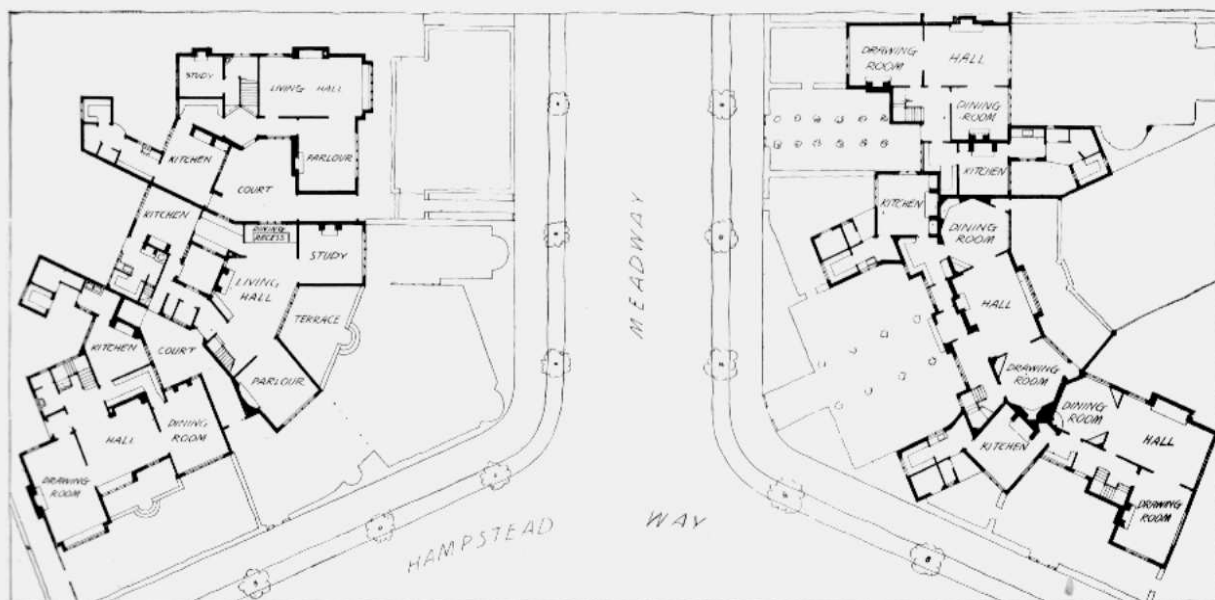 STUDY
LIVING HALL
KITCHEN
PARLOUR
COURT
KITCHEN
DINING
RECESS
STUDY
LIVING
HALL
TERRACE
KITCHEN
COURT
PARLOUR
DINING
ROOM
HALL
DRAWING
ROOM
MEADWAY
HAMPSTEAD WAY
DRAWING
ROOM
HALL
DINING
ROOM
KITCHEN
KITCHEN
DINING
ROOM
HALL
DRAWING
ROOM
DINING
ROOM
HALL
KITCHEN
DRAWING
ROOM